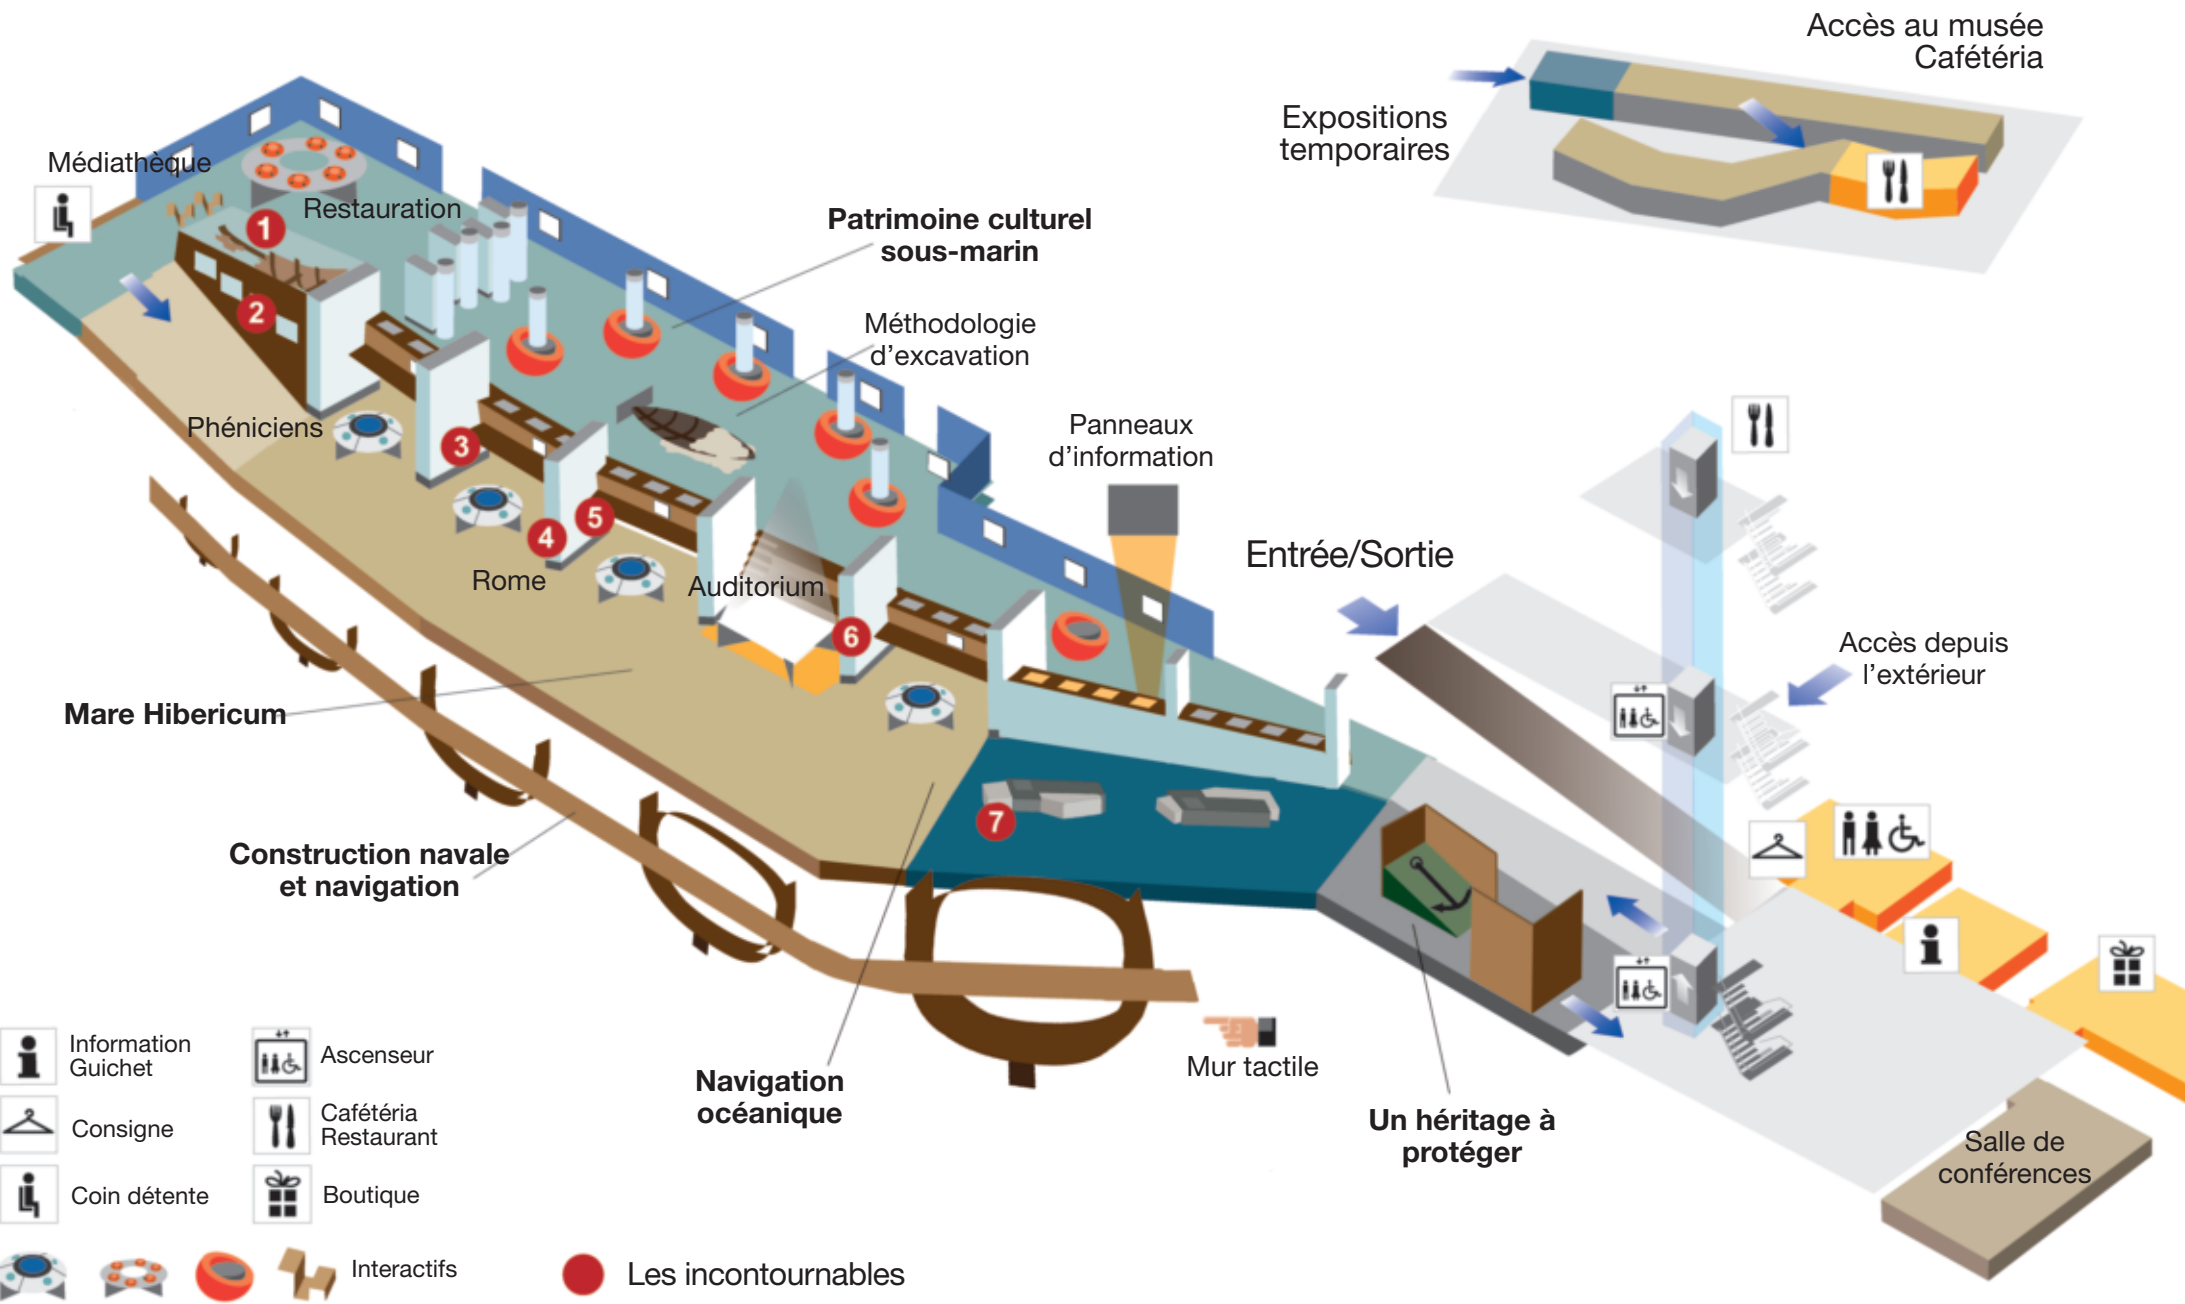 Accès au musée
Cafétéria
Expositions
temporaires
Médiathèque
1
Restauration
2
Patrimoine culturel
sous-marin
Méthodologie
d'excavation
Phéniciens
3
Panneaux
d'information
4
5
Rome
Auditorium
6
Entrée/Sortie
Accès depuis
l'extérieur
Mare Hibericum
7
Construction navale
et navigation
Navigation
océanique
Mur tactile
Un héritage à
protéger
Salle de
conférences
Information
Guichet
Ascenseur
Consigne
Cafétéria
Restaurant
Coin détente
Boutique
Interactifs
Les incontournables